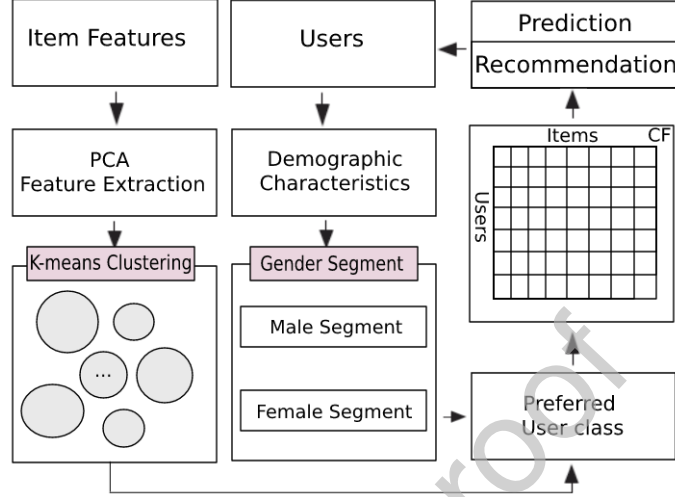 Item Features
PCA
Feature Extraction
K-means Clustering
...
Users
Demographic
Characteristics
Gender Segment
Male Segment
Female Segment
Prediction
Recommendation
Items
CF
Users
Preferred
User class
roof